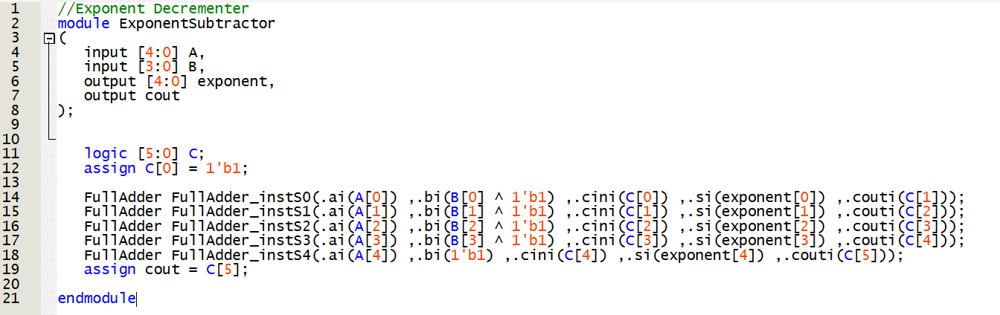 1 //Exponent Decrementer
2 module ExponentSubtractor
3 (
4 input [4:0] A,
5 input [3:0] B,
6 output [4:0] exponent,
7 output cout
8 );
9
10
11 logic [5:0] C;
12 assign C[0] = 1'b1;
13
14 FullAdder FullAdder_instS0(.ai(A[0]) ,.bi(B[0] ^ 1'b1) ,.cini(C[0]) ,.si(exponent[0]) ,.couti(C[1]));
15 FullAdder FullAdder_instS1(.ai(A[1]) ,.bi(B[1] ^ 1'b1) ,.cini(C[1]) ,.si(exponent[1]) ,.couti(C[2]));
16 FullAdder FullAdder_instS2(.ai(A[2]) ,.bi(B[2] ^ 1'b1) ,.cini(C[2]) ,.si(exponent[2]) ,.couti(C[3]));
17 FullAdder FullAdder_instS3(.ai(A[3]) ,.bi(B[3] ^ 1'b1) ,.cini(C[3]) ,.si(exponent[3]) ,.couti(C[4]));
18 FullAdder FullAdder_instS4(.ai(A[4]) ,.bi(1'b1) ,.cini(C[4]) ,.si(exponent[4]) ,.couti(C[5]));
19 assign cout = C[5];
20
21 endmodule